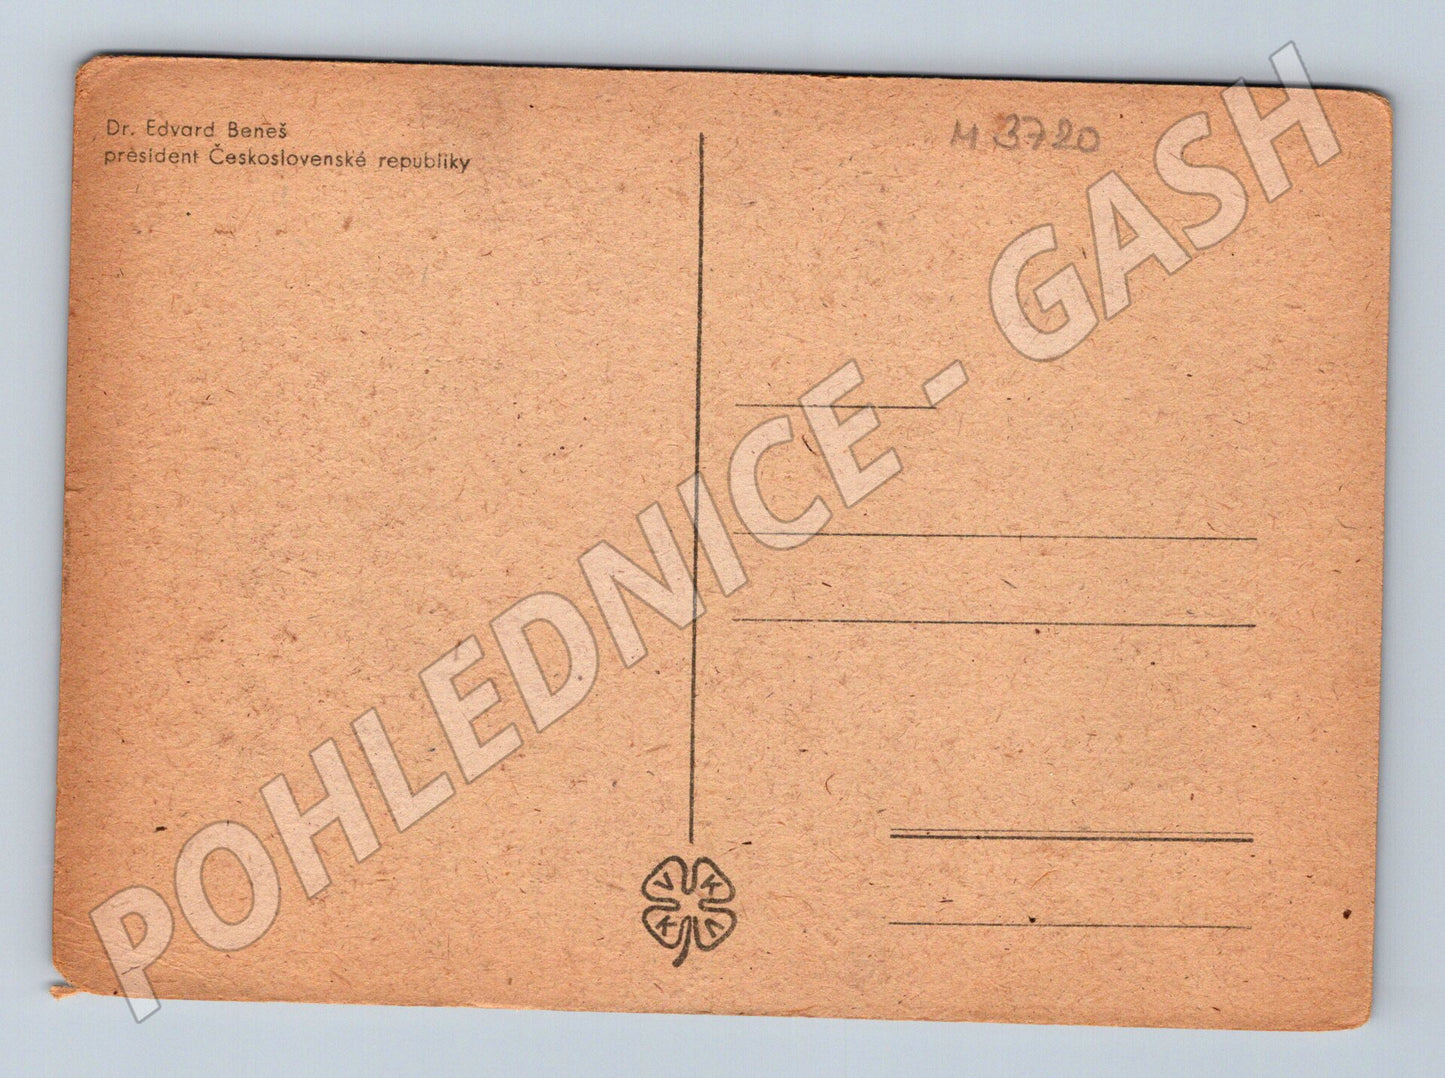 Dr. Edvard Beneš
president Československé republiky
M 3720
POHLEDNICE - GASH
V K
K V